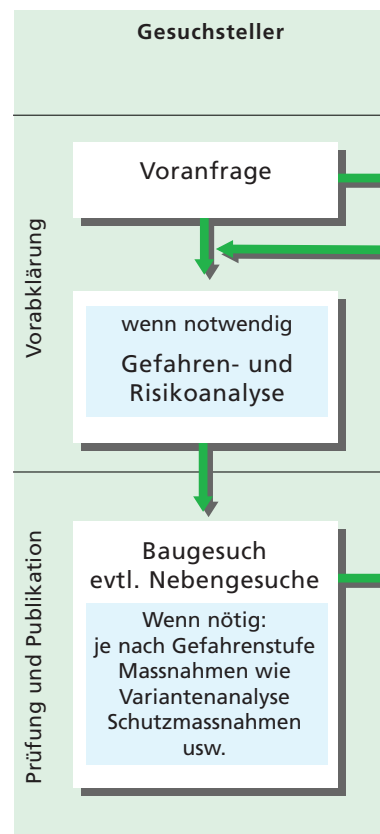 Gesuchsteller
Vorabklärung
Voranfrage
wenn notwendig
Gefahren- und
Risikoanalyse
Prüfung und Publikation
Baugesuch
evtl. Nebengesuche
Wenn nötig:
je nach Gefahrenstufe
Massnahmen wie
Variantenanalyse
Schutzmassnahmen
usw.